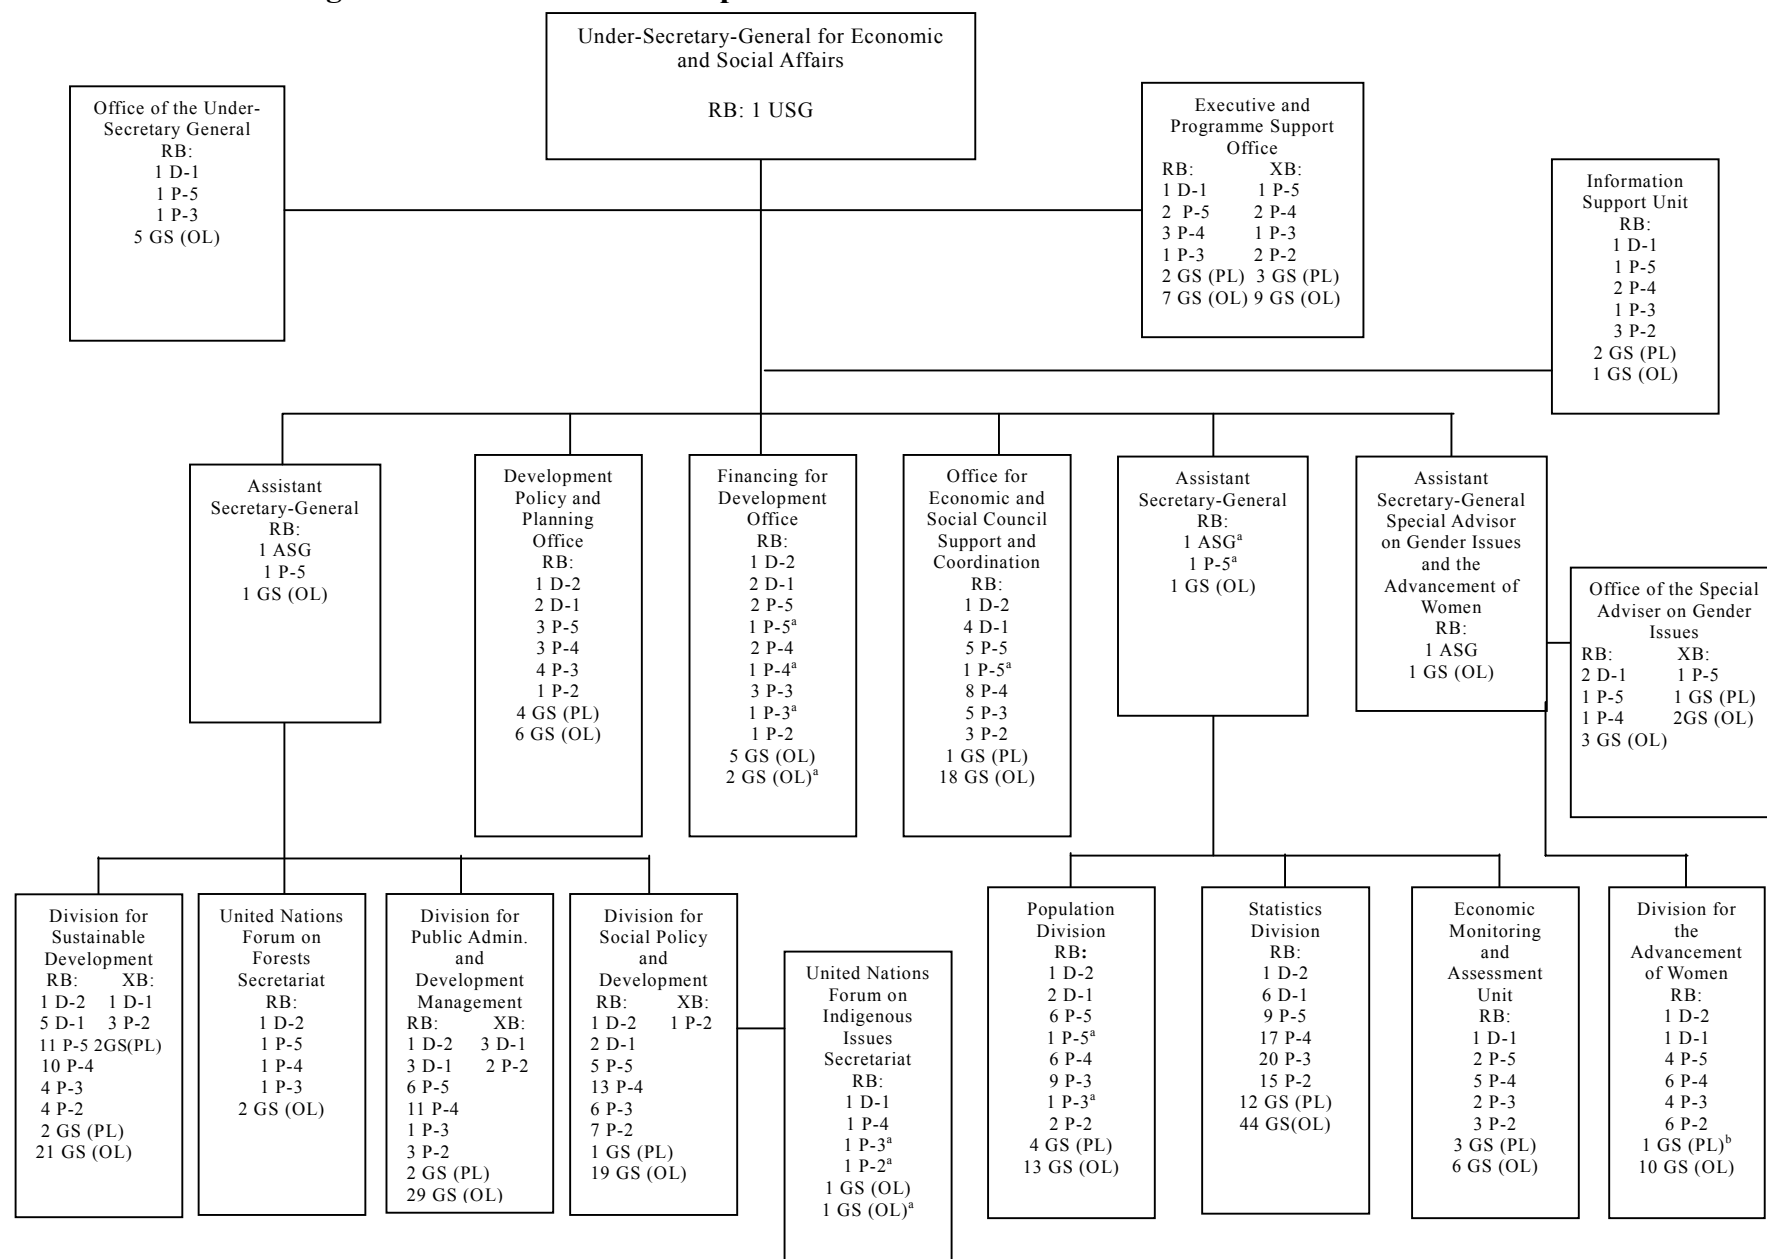 Under-Secretary-General for Economic
and Social Affairs
RB: 1 USG
Office of the Under-
Secretary General
RB:
1 D-1
1 P-5
1 P-3
5 GS (OL)
Executive and
Programme Support
Office
RB: XB:
1 D-1 1 P-5
2 P-5 2 P-4
3 P-4 1 P-3
1 P-3 2 P-2
2 GS (PL) 3 GS (PL)
7 GS (OL) 9 GS (OL)
Information
Support Unit
RB:
1 D-1
1 P-5
2 P-4
1 P-3
3 P-2
2 GS (PL)
1 GS (OL)
Assistant
Secretary-General
RB:
1 ASG
1 P-5
1 GS (OL)
Development
Policy and
Planning
Office
RB:
1 D-2
2 D-1
3 P-5
3 P-4
4 P-3
1 P-2
4 GS (PL)
6 GS (OL)
Financing for
Development
Office
RB:
1 D-2
2 D-1
2 P-5
1 P-5a
2 P-4
1 P-4a
3 P-3
1 P-3a
1 P-2
5 GS (OL)
2 GS (OL)a
Office for
Economic and
Social Council
Support and
Coordination
RB:
1 D-2
4 D-1
5 P-5
1 P-5a
8 P-4
5 P-3
3 P-2
1 GS (PL)
18 GS (OL)
Assistant
Secretary-General
RB:
1 ASGa
1 P-5a
1 GS (OL)
Assistant
Secretary-General
Special Advisor
on Gender Issues
and the
Advancement of
Women
RB:
1 ASG
1 GS (OL)
Office of the Special
Adviser on Gender
Issues
RB: XB:
2 D-1 1 P-5
1 P-5 1 GS (PL)
1 P-4 2GS (OL)
3 GS (OL)
Division for
Sustainable
Development
RB: XB:
1 D-2 1 D-1
5 D-1 3 P-2
11 P-5 2GS(PL)
10 P-4
4 P-3
4 P-2
2 GS (PL)
21 GS (OL)
United Nations
Forum on
Forests
Secretariat
RB:
1 D-2
1 P-5
1 P-4
1 P-3
2 GS (OL)
Division for
Public Admin.
and
Development
Management
RB: XB:
1 D-2 3 D-1
3 D-1 2 P-2
6 P-5
11 P-4
1 P-3
3 P-2
2 GS (PL)
29 GS (OL)
Division for
Social Policy
and
Development
RB: XB:
1 D-2 1 P-2
2 D-1
5 P-5
13 P-4
6 P-3
7 P-2
1 GS (PL)
19 GS (OL)
United Nations
Forum on
Indigenous
Issues
Secretariat
RB:
1 D-1
1 P-4
1 P-3a
1 P-2a
1 GS (OL)
1 GS (OL)a
Population
Division
RB:
1 D-2
2 D-1
6 P-5
1 P-5a
6 P-4
9 P-3
1 P-3a
2 P-2
4 GS (PL)
13 GS (OL)
Statistics
Division
RB:
1 D-2
6 D-1
9 P-5
17 P-4
20 P-3
15 P-2
12 GS (PL)
44 GS(OL)
Economic
Monitoring
and
Assessment
Unit
RB:
1 D-1
2 P-5
5 P-4
2 P-3
3 P-2
3 GS (PL)
6 GS (OL)
Division for
the
Advancement
of Women
RB:
1 D-2
1 D-1
4 P-5
6 P-4
4 P-3
6 P-2
1 GS (PL)b
10 GS (OL)